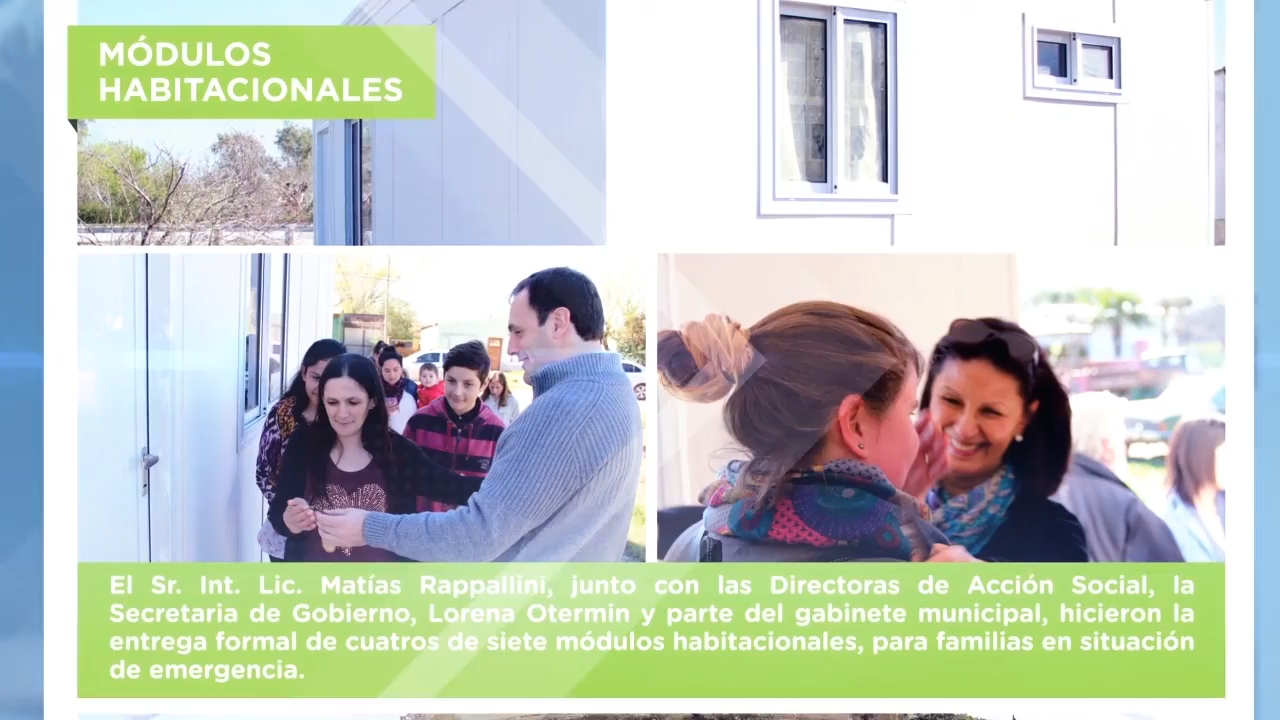 MÓDULOS
HABITACIONALES
El Sr. Int. Lic. Matías Rappallini, junto con las Directoras de Acción Social, la
Secretaria de Gobierno, Lorena Otermin y parte del gabinete municipal, hicieron la
entrega formal de cuatros de siete módulos habitacionales, para familias en situación
de emergencia.